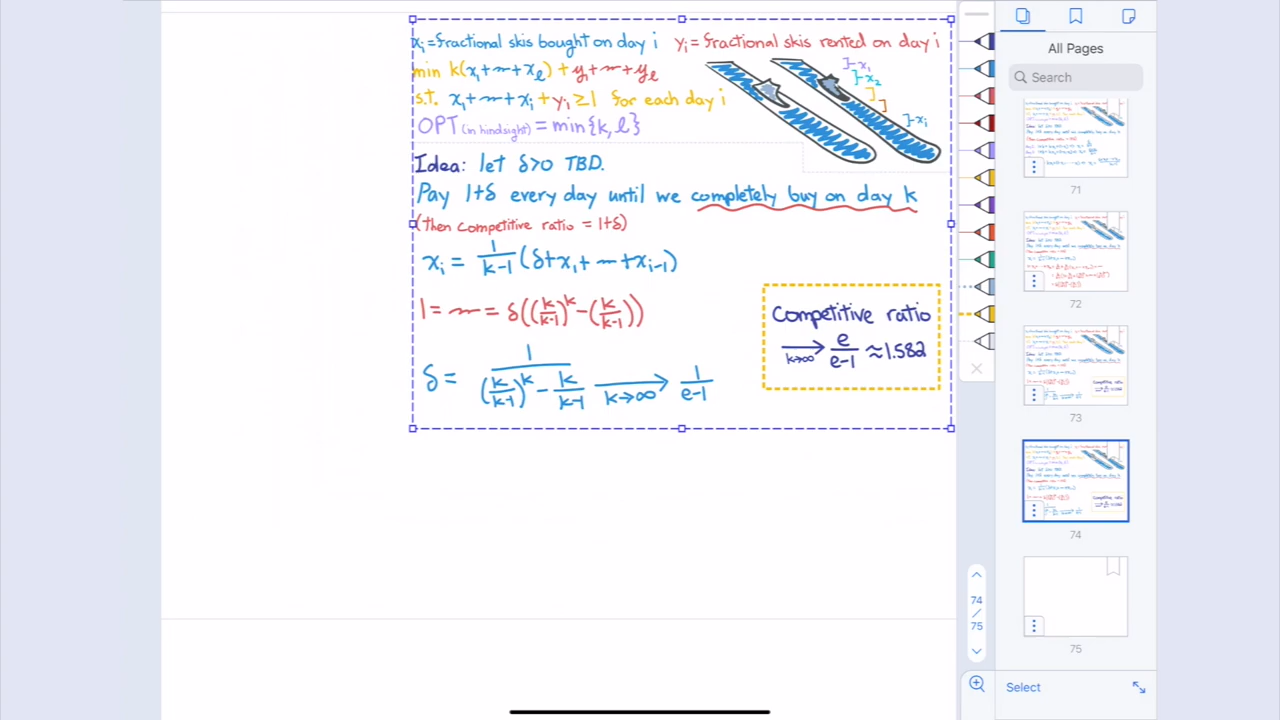 xᵢ=fractional skis bought on day i yᵢ= fractional skis rented on day i
min k(x₁+⋯+xₗ)+y₁+⋯+yₗ
s.t. x₁+⋯+xᵢ+yᵢ≥1 for each day i
OPT(in hindsight)=min{k,l}
}x₁
}x₂
}xᵢ
Idea: let δ>0 TBD.
Pay 1+δ every day until we completely buy on day k
(then competitive ratio = 1+δ)
xᵢ = 1/(k-1) (δ+x₁+⋯+xᵢ₋₁)
1=⋯=δ((k/(k-1))^k-(k/(k-1)))
δ= 1/((k/(k-1))^k - k/(k-1)) →(k→∞) 1/(e-1)
Competitive ratio
→(k→∞) e/(e-1) ≈1.582
74
/
75
All Pages
Search
71
72
73
74
75
Select